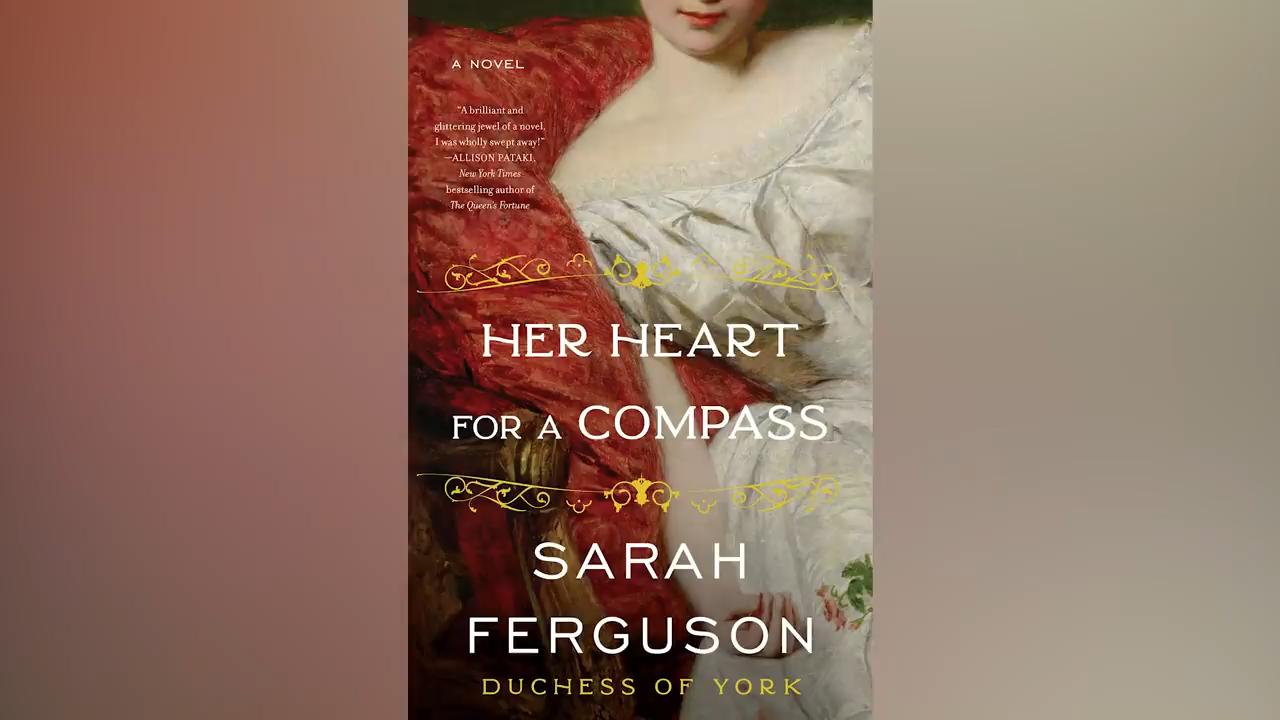 A NOVEL
“A brilliant and
glittering jewel of a novel.
I was wholly swept away!”
—ALLISON PATAKI,
New York Times
bestselling author of
The Queen's Fortune
HER HEART
FOR A COMPASS
SARAH
FERGUSON
DUCHESS OF YORK